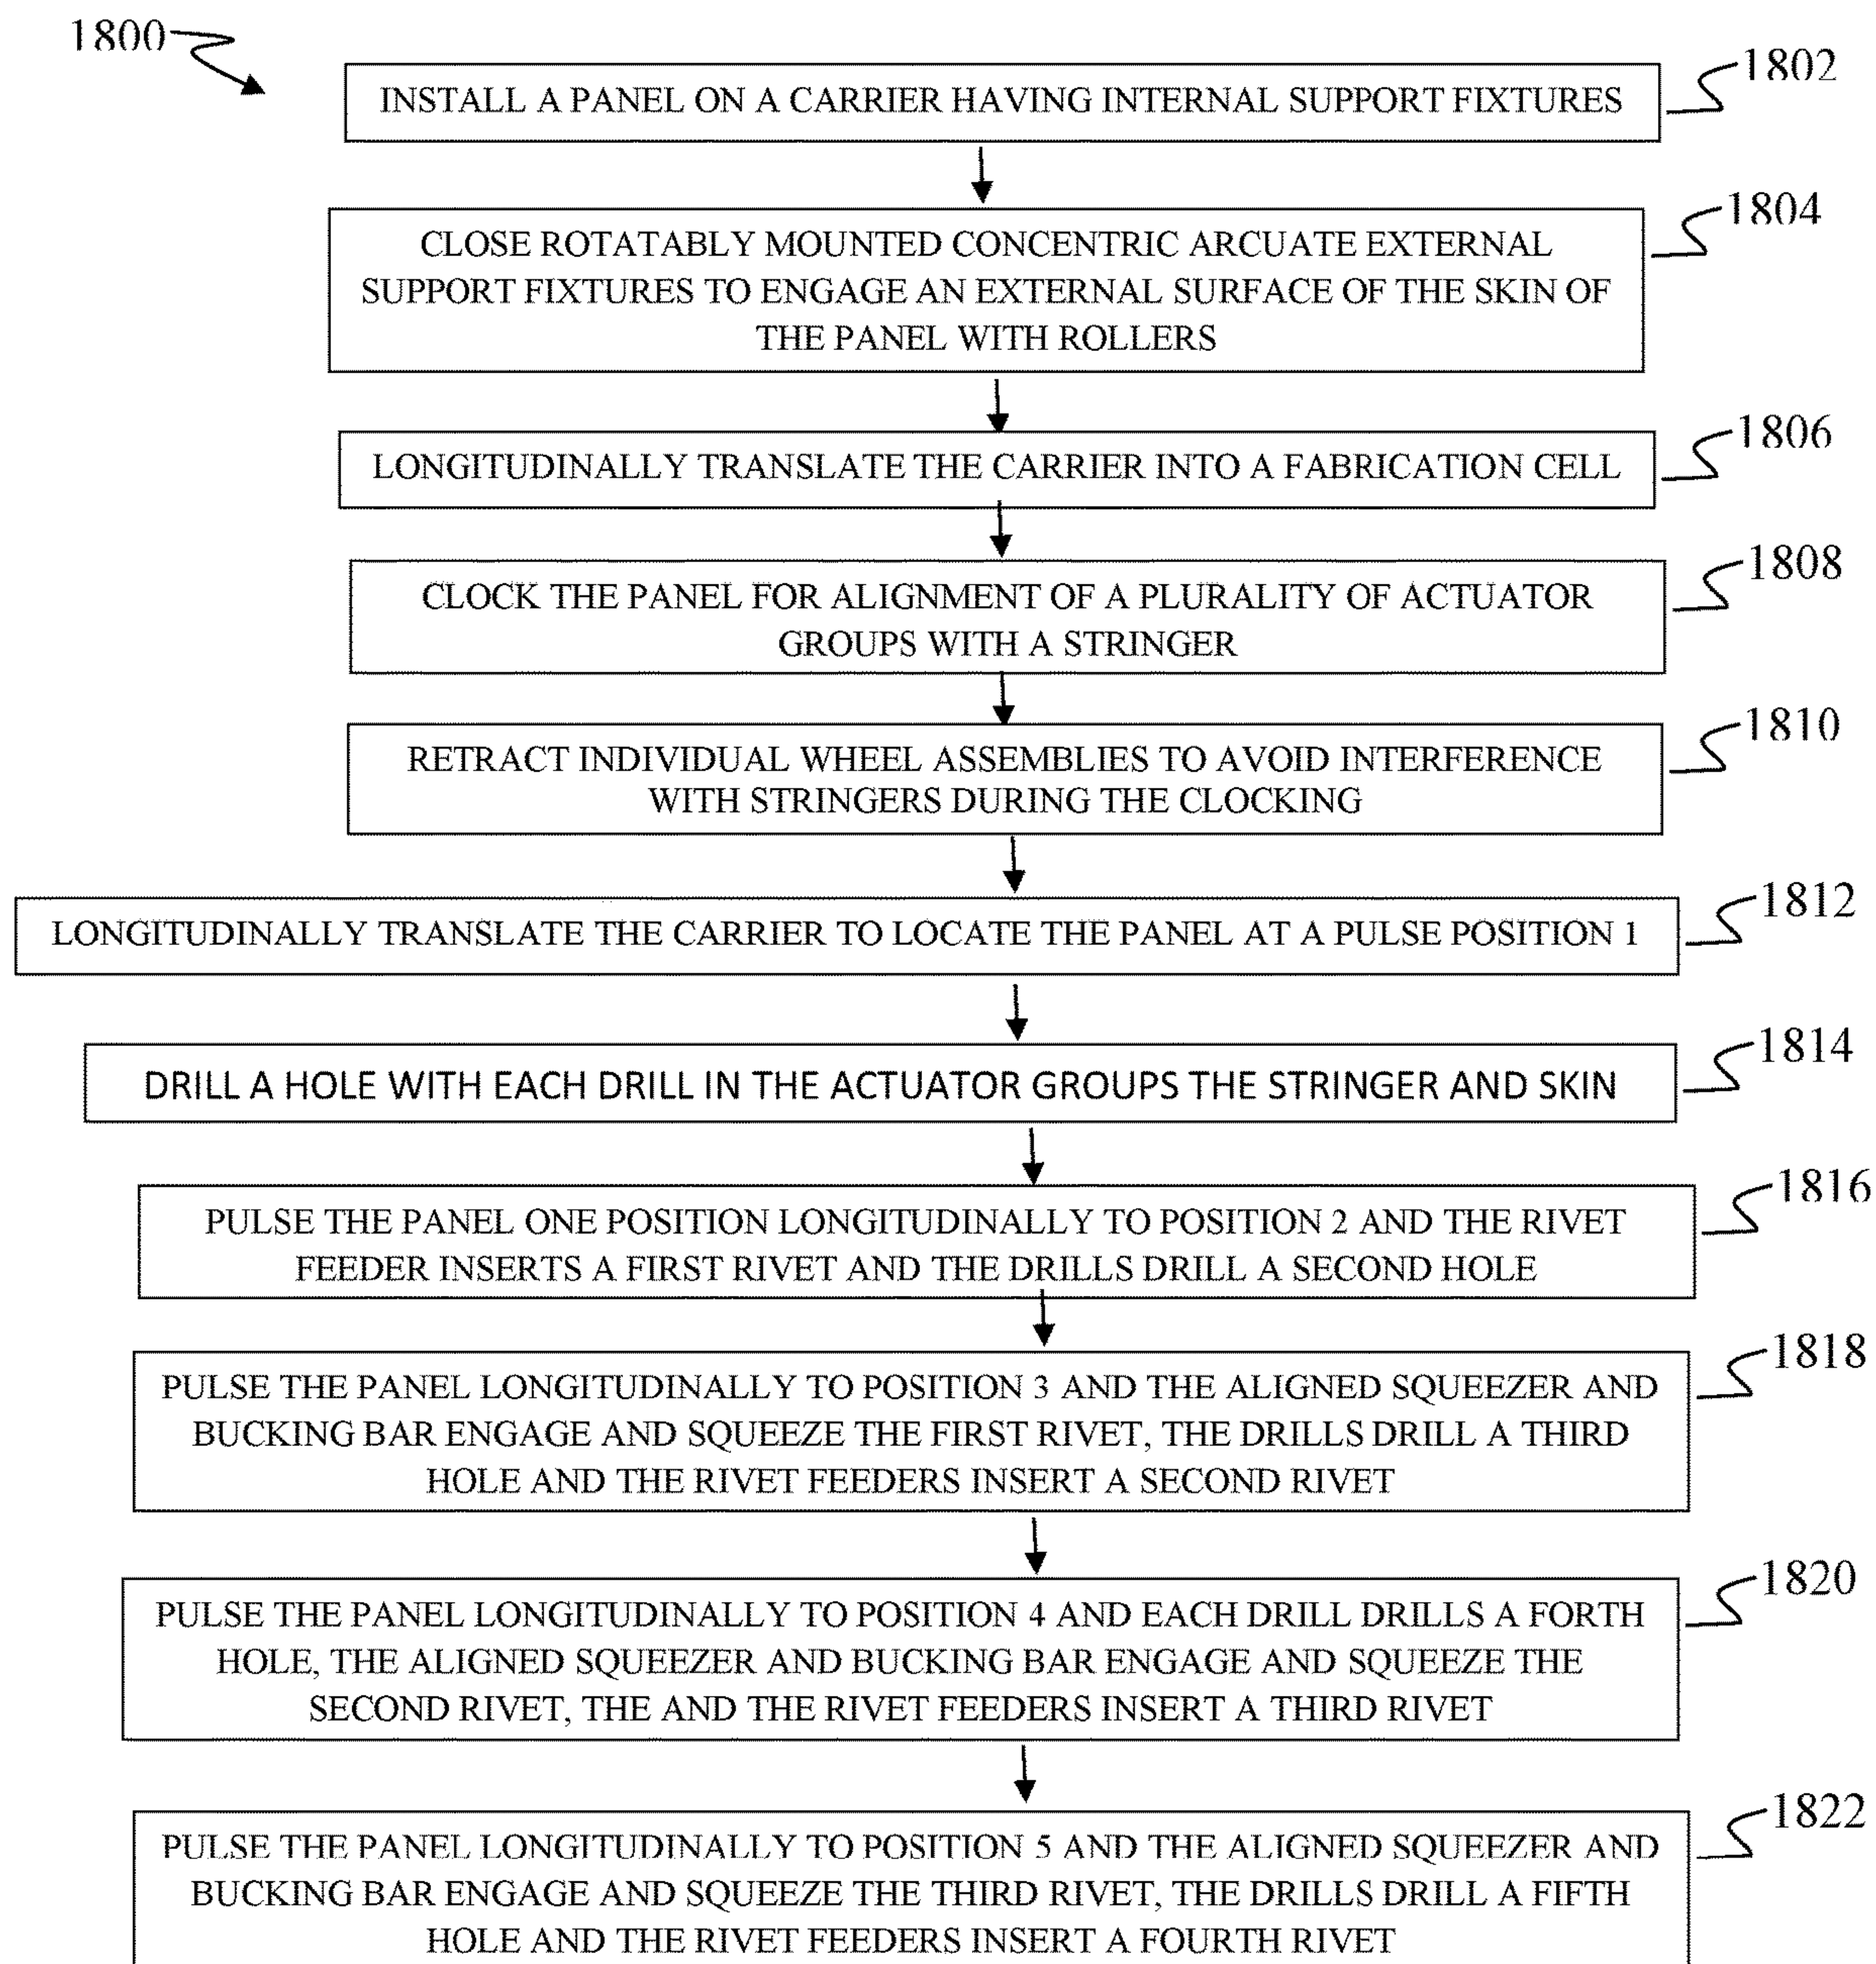 1800
1802
INSTALL A PANEL ON A CARRIER HAVING INTERNAL SUPPORT FIXTURES
1804
CLOSE ROTATABLY MOUNTED CONCENTRIC ARCUATE EXTERNAL
SUPPORT FIXTURES TO ENGAGE AN EXTERNAL SURFACE OF THE SKIN OF
THE PANEL WITH ROLLERS
1806
LONGITUDINALLY TRANSLATE THE CARRIER INTO A FABRICATION CELL
1808
CLOCK THE PANEL FOR ALIGNMENT OF A PLURALITY OF ACTUATOR
GROUPS WITH A STRINGER
1810
RETRACT INDIVIDUAL WHEEL ASSEMBLIES TO AVOID INTERFERENCE
WITH STRINGERS DURING THE CLOCKING
1812
LONGITUDINALLY TRANSLATE THE CARRIER TO LOCATE THE PANEL AT A PULSE POSITION 1
1814
DRILL A HOLE WITH EACH DRILL IN THE ACTUATOR GROUPS THE STRINGER AND SKIN
1816
PULSE THE PANEL ONE POSITION LONGITUDINALLY TO POSITION 2 AND THE RIVET
FEEDER INSERTS A FIRST RIVET AND THE DRILLS DRILL A SECOND HOLE
1818
PULSE THE PANEL LONGITUDINALLY TO POSITION 3 AND THE ALIGNED SQUEEZER AND
BUCKING BAR ENGAGE AND SQUEEZE THE FIRST RIVET, THE DRILLS DRILL A THIRD
HOLE AND THE RIVET FEEDERS INSERT A SECOND RIVET
1820
PULSE THE PANEL LONGITUDINALLY TO POSITION 4 AND EACH DRILL DRILLS A FORTH
HOLE, THE ALIGNED SQUEEZER AND BUCKING BAR ENGAGE AND SQUEEZE THE
SECOND RIVET, THE AND THE RIVET FEEDERS INSERT A THIRD RIVET
1822
PULSE THE PANEL LONGITUDINALLY TO POSITION 5 AND THE ALIGNED SQUEEZER AND
BUCKING BAR ENGAGE AND SQUEEZE THE THIRD RIVET, THE DRILLS DRILL A FIFTH
HOLE AND THE RIVET FEEDERS INSERT A FOURTH RIVET